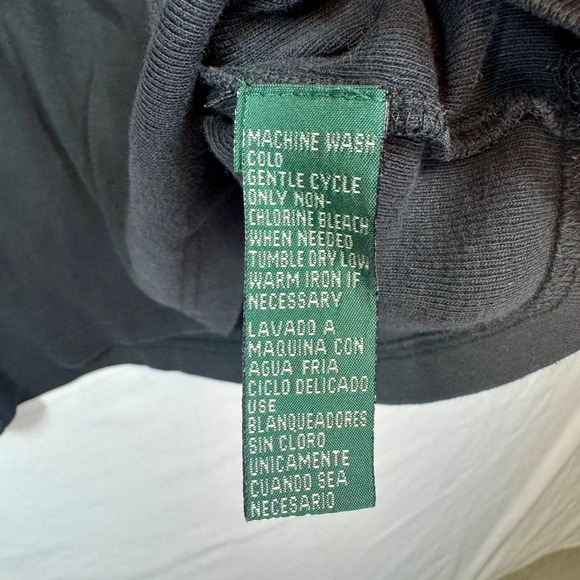 MACHINE WASH
COLD
GENTLE CYCLE
ONLY NON-
CHLORINE BLEACH
WHEN NEEDED
TUMBLE DRY LOW
WARM IRON IF
NECESSARY
LAVADO A
MAQUINA CON
AGUA FRIA
CICLO DELICADO
USE
BLANQUEADORES
SIN CLORO
UNICAMENTE
CUANDO SEA
NECESARIO